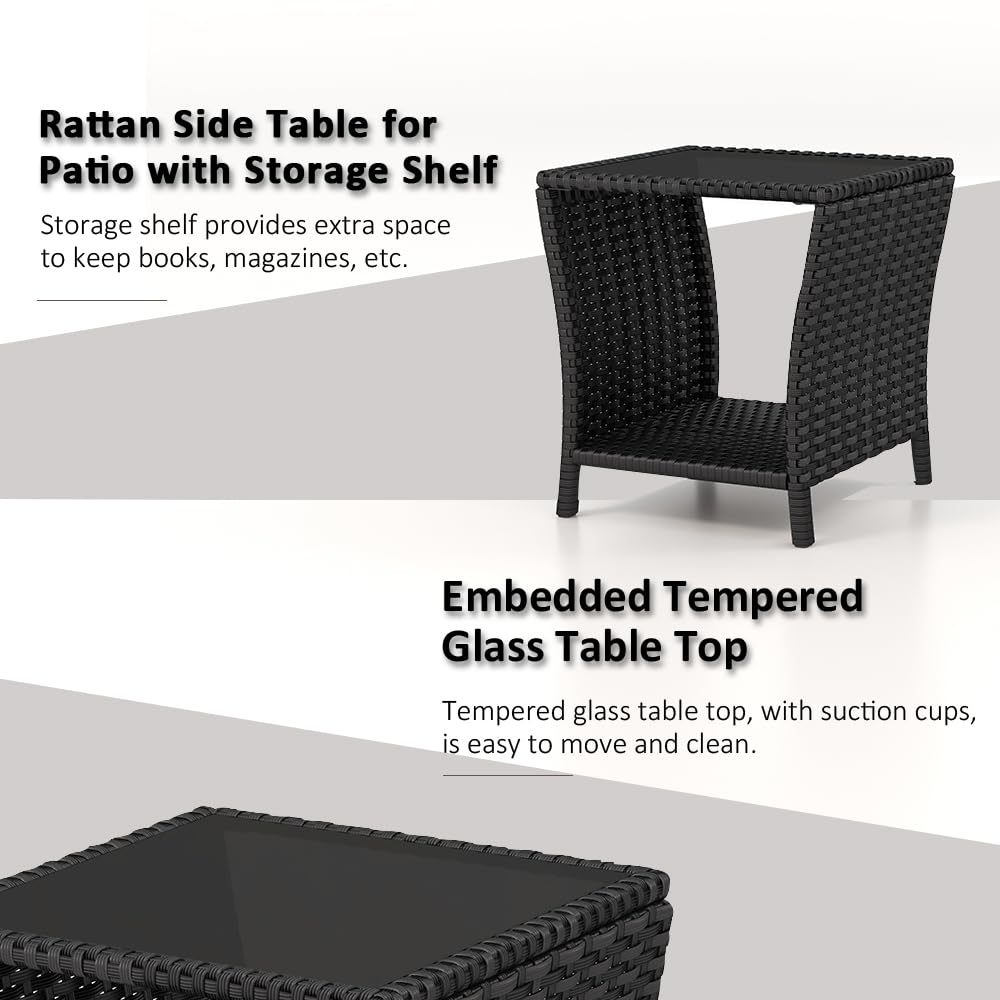 Rattan Side Table for
Patio with Storage Shelf
Storage shelf provides extra space
to keep books, magazines, etc.
Embedded Tempered
Glass Table Top
Tempered glass table top, with suction cups,
is easy to move and clean.